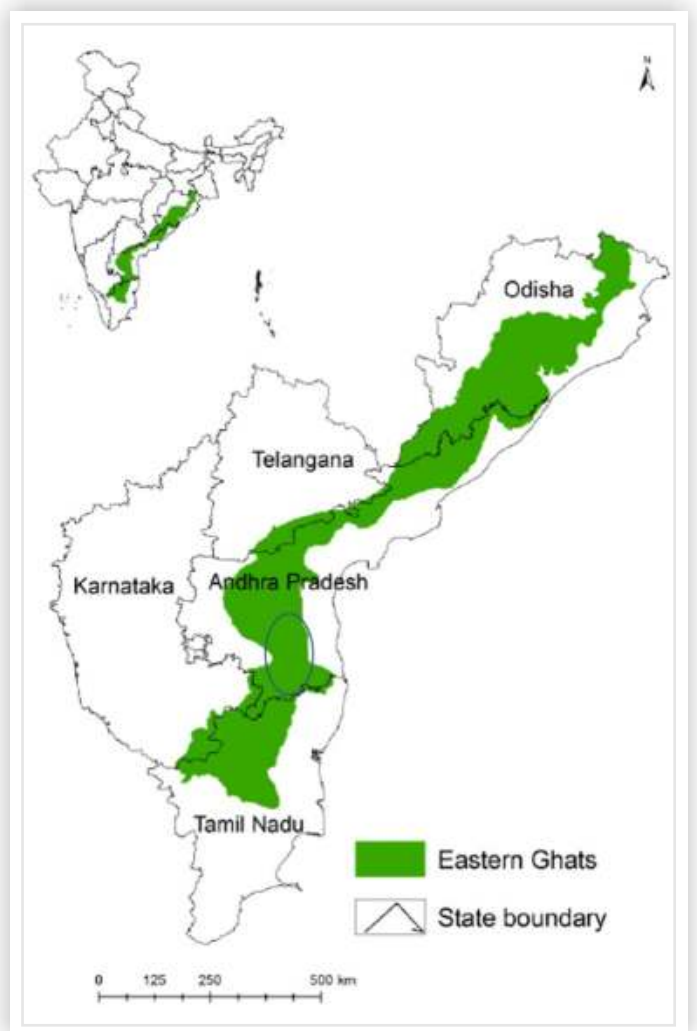 N
Odisha
Telangana
Karnataka
Andhra Pradesh
Tamil Nadu
Eastern Ghats
State boundary
0 125 250 500 km